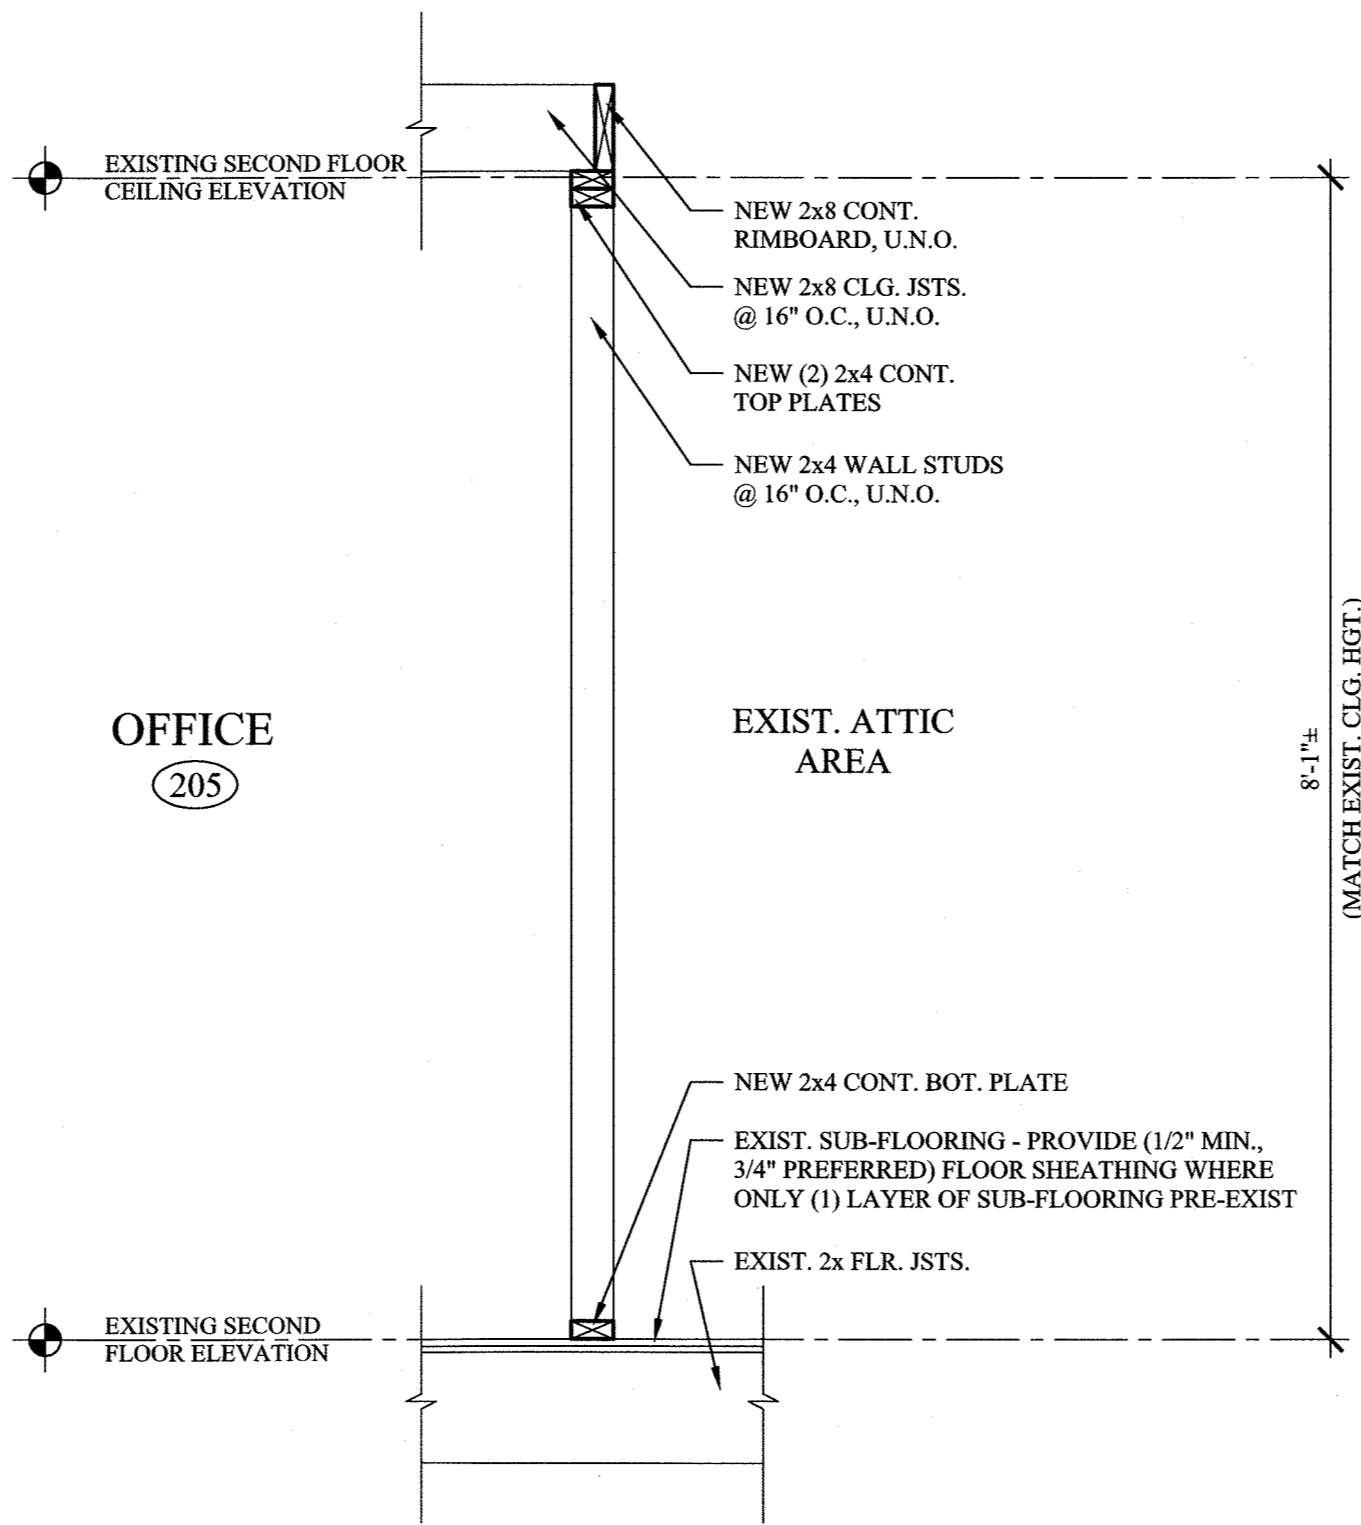 EXISTING SECOND FLOOR
CEILING ELEVATION
NEW 2x8 CONT.
RIMBOARD, U.N.O.
NEW 2x8 CLG. JSTS.
@ 16" O.C., U.N.O.
NEW (2) 2x4 CONT.
TOP PLATES
NEW 2x4 WALL STUDS
@ 16" O.C., U.N.O.
OFFICE
205
EXIST. ATTIC
AREA
8'-1"±
(MATCH EXIST. CLG. HGT.)
NEW 2x4 CONT. BOT. PLATE
EXIST. SUB-FLOORING - PROVIDE (1/2" MIN.,
3/4" PREFERRED) FLOOR SHEATHING WHERE
ONLY (1) LAYER OF SUB-FLOORING PRE-EXIST
EXIST. 2x FLR. JSTS.
EXISTING SECOND
FLOOR ELEVATION